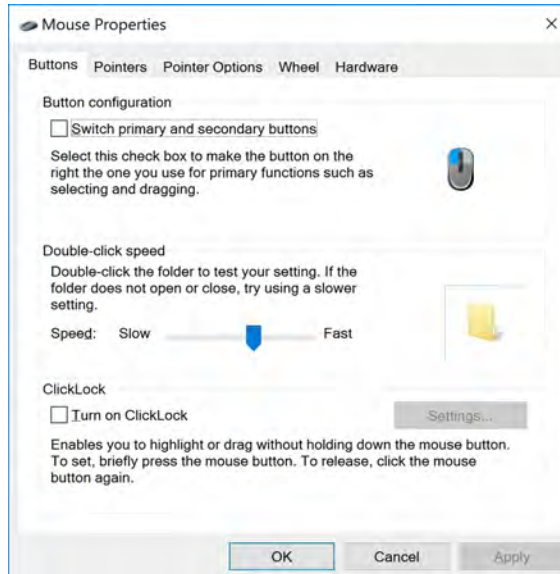 Mouse Properties
Buttons Pointers Pointer Options Wheel Hardware
Button configuration
Switch primary and secondary buttons
Select this check box to make the button on the
right the one you use for primary functions such as
selecting and dragging.
Double-click speed
Double-click the folder to test your setting. If the
folder does not open or close, try using a slower
setting.
Speed: Slow Fast
ClickLock
Turn on ClickLock Settings...
Enables you to highlight or drag without holding down the mouse button.
To set, briefly press the mouse button. To release, click the mouse
button again.
OK Cancel Apply